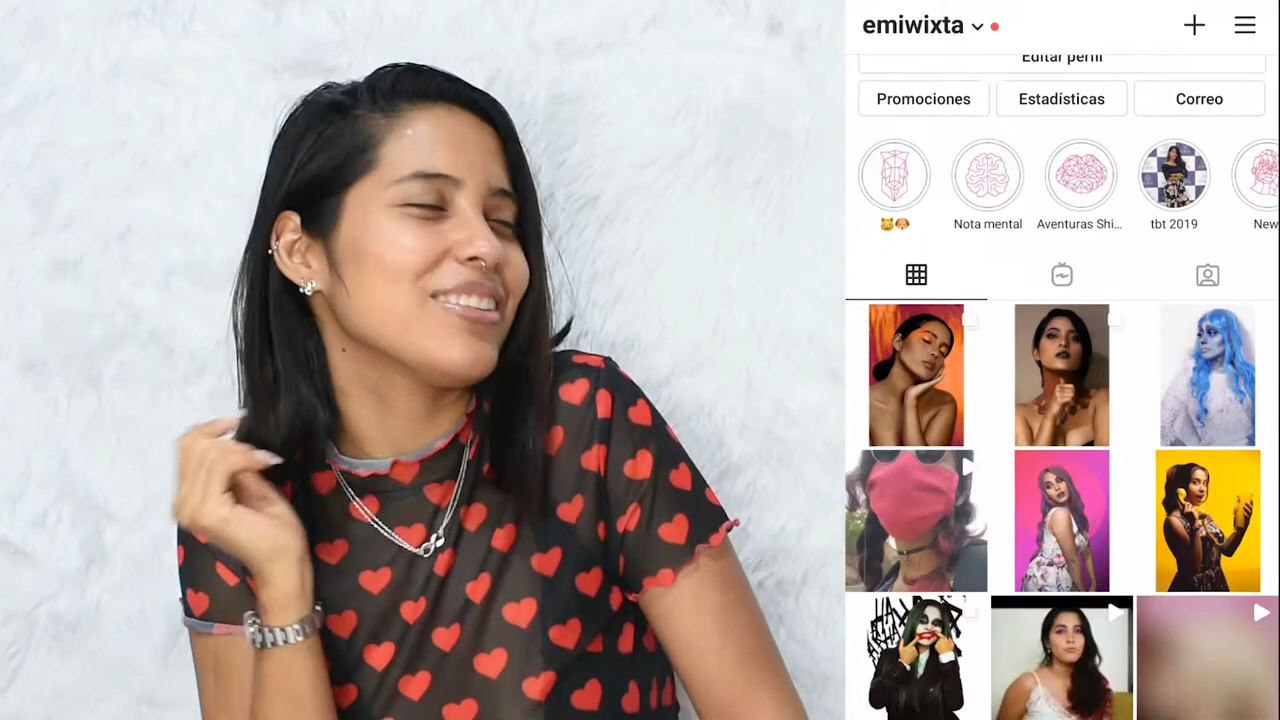 emiwixta
Editar perfil
Promociones Estadísticas Correo
Nota mental Aventuras Shi... tbt 2019 New